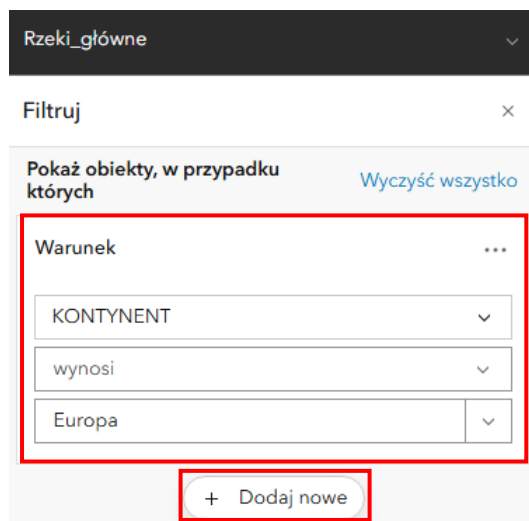 Rzeki_główne
Filtruj
Pokaż obiekty, w przypadku
których
Wyczyść wszystko
Warunek
KONTYNENT
wynosi
Europa
+ Dodaj nowe